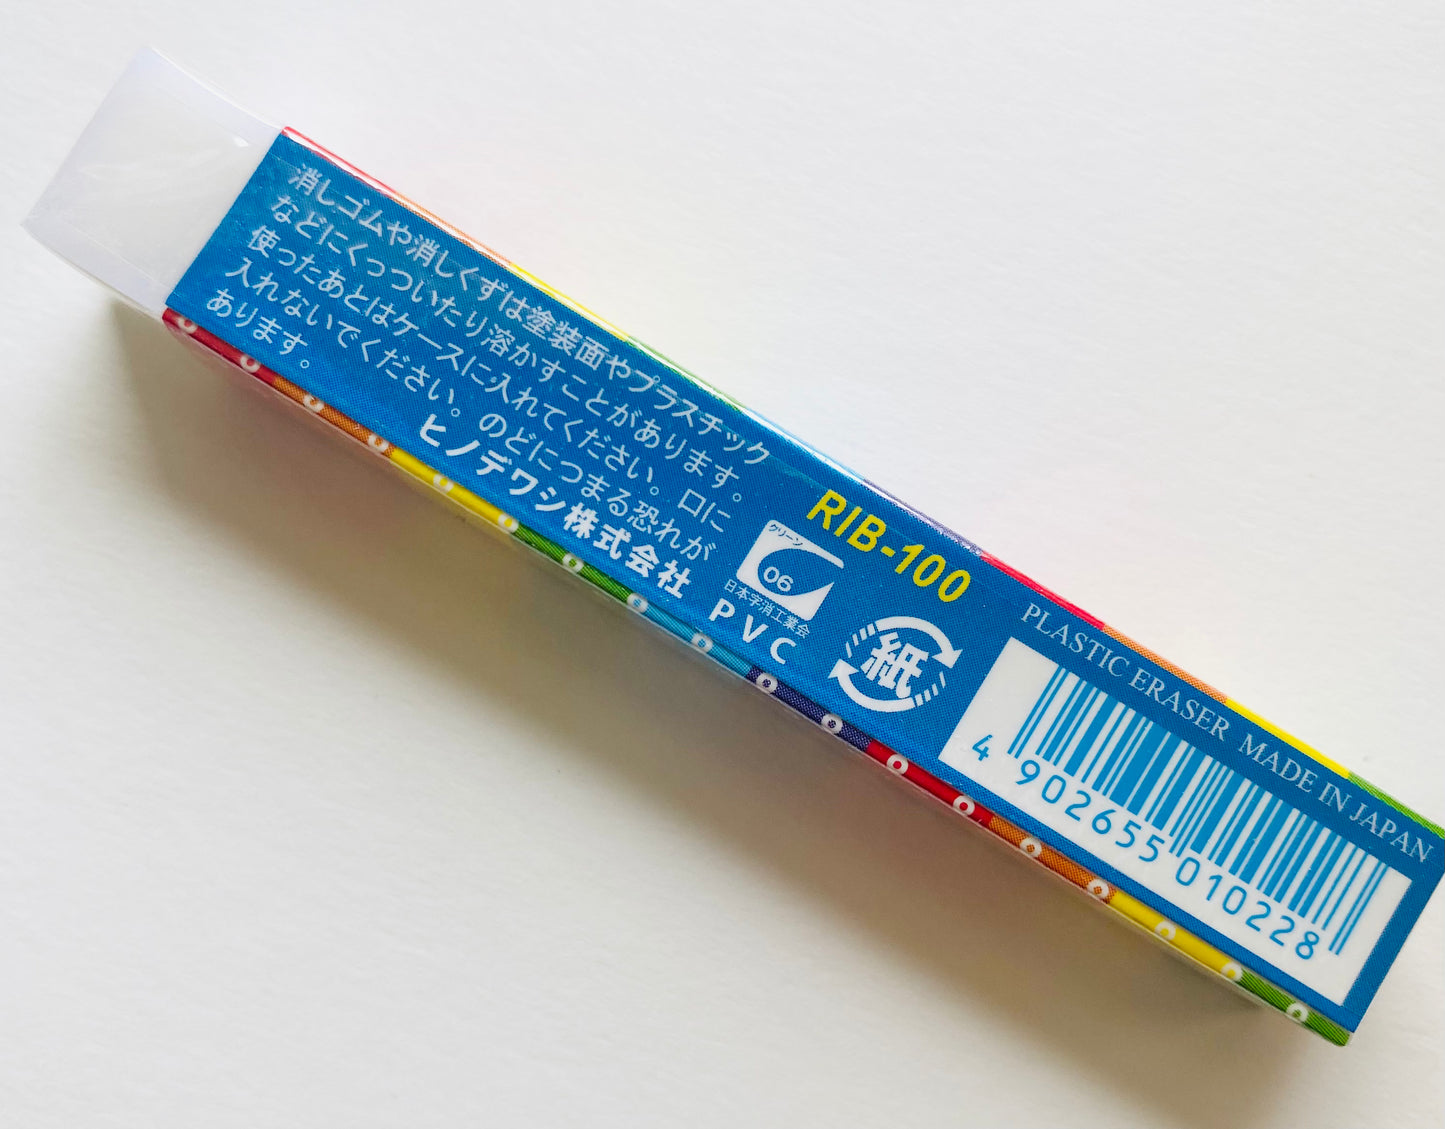 消しゴムや消しくずは塗装面やプラスチック
などにくっついたり溶かすことがあります。
使ったあとはケースに入れてください。口に
入れないでください。のどにつまる恐れが
あります。
ヒノデワシ株式会社
RIB-100
クリーン
06
日本字消工業会
PVC
紙
PLASTIC ERASER MADE IN JAPAN
4 902655 010228